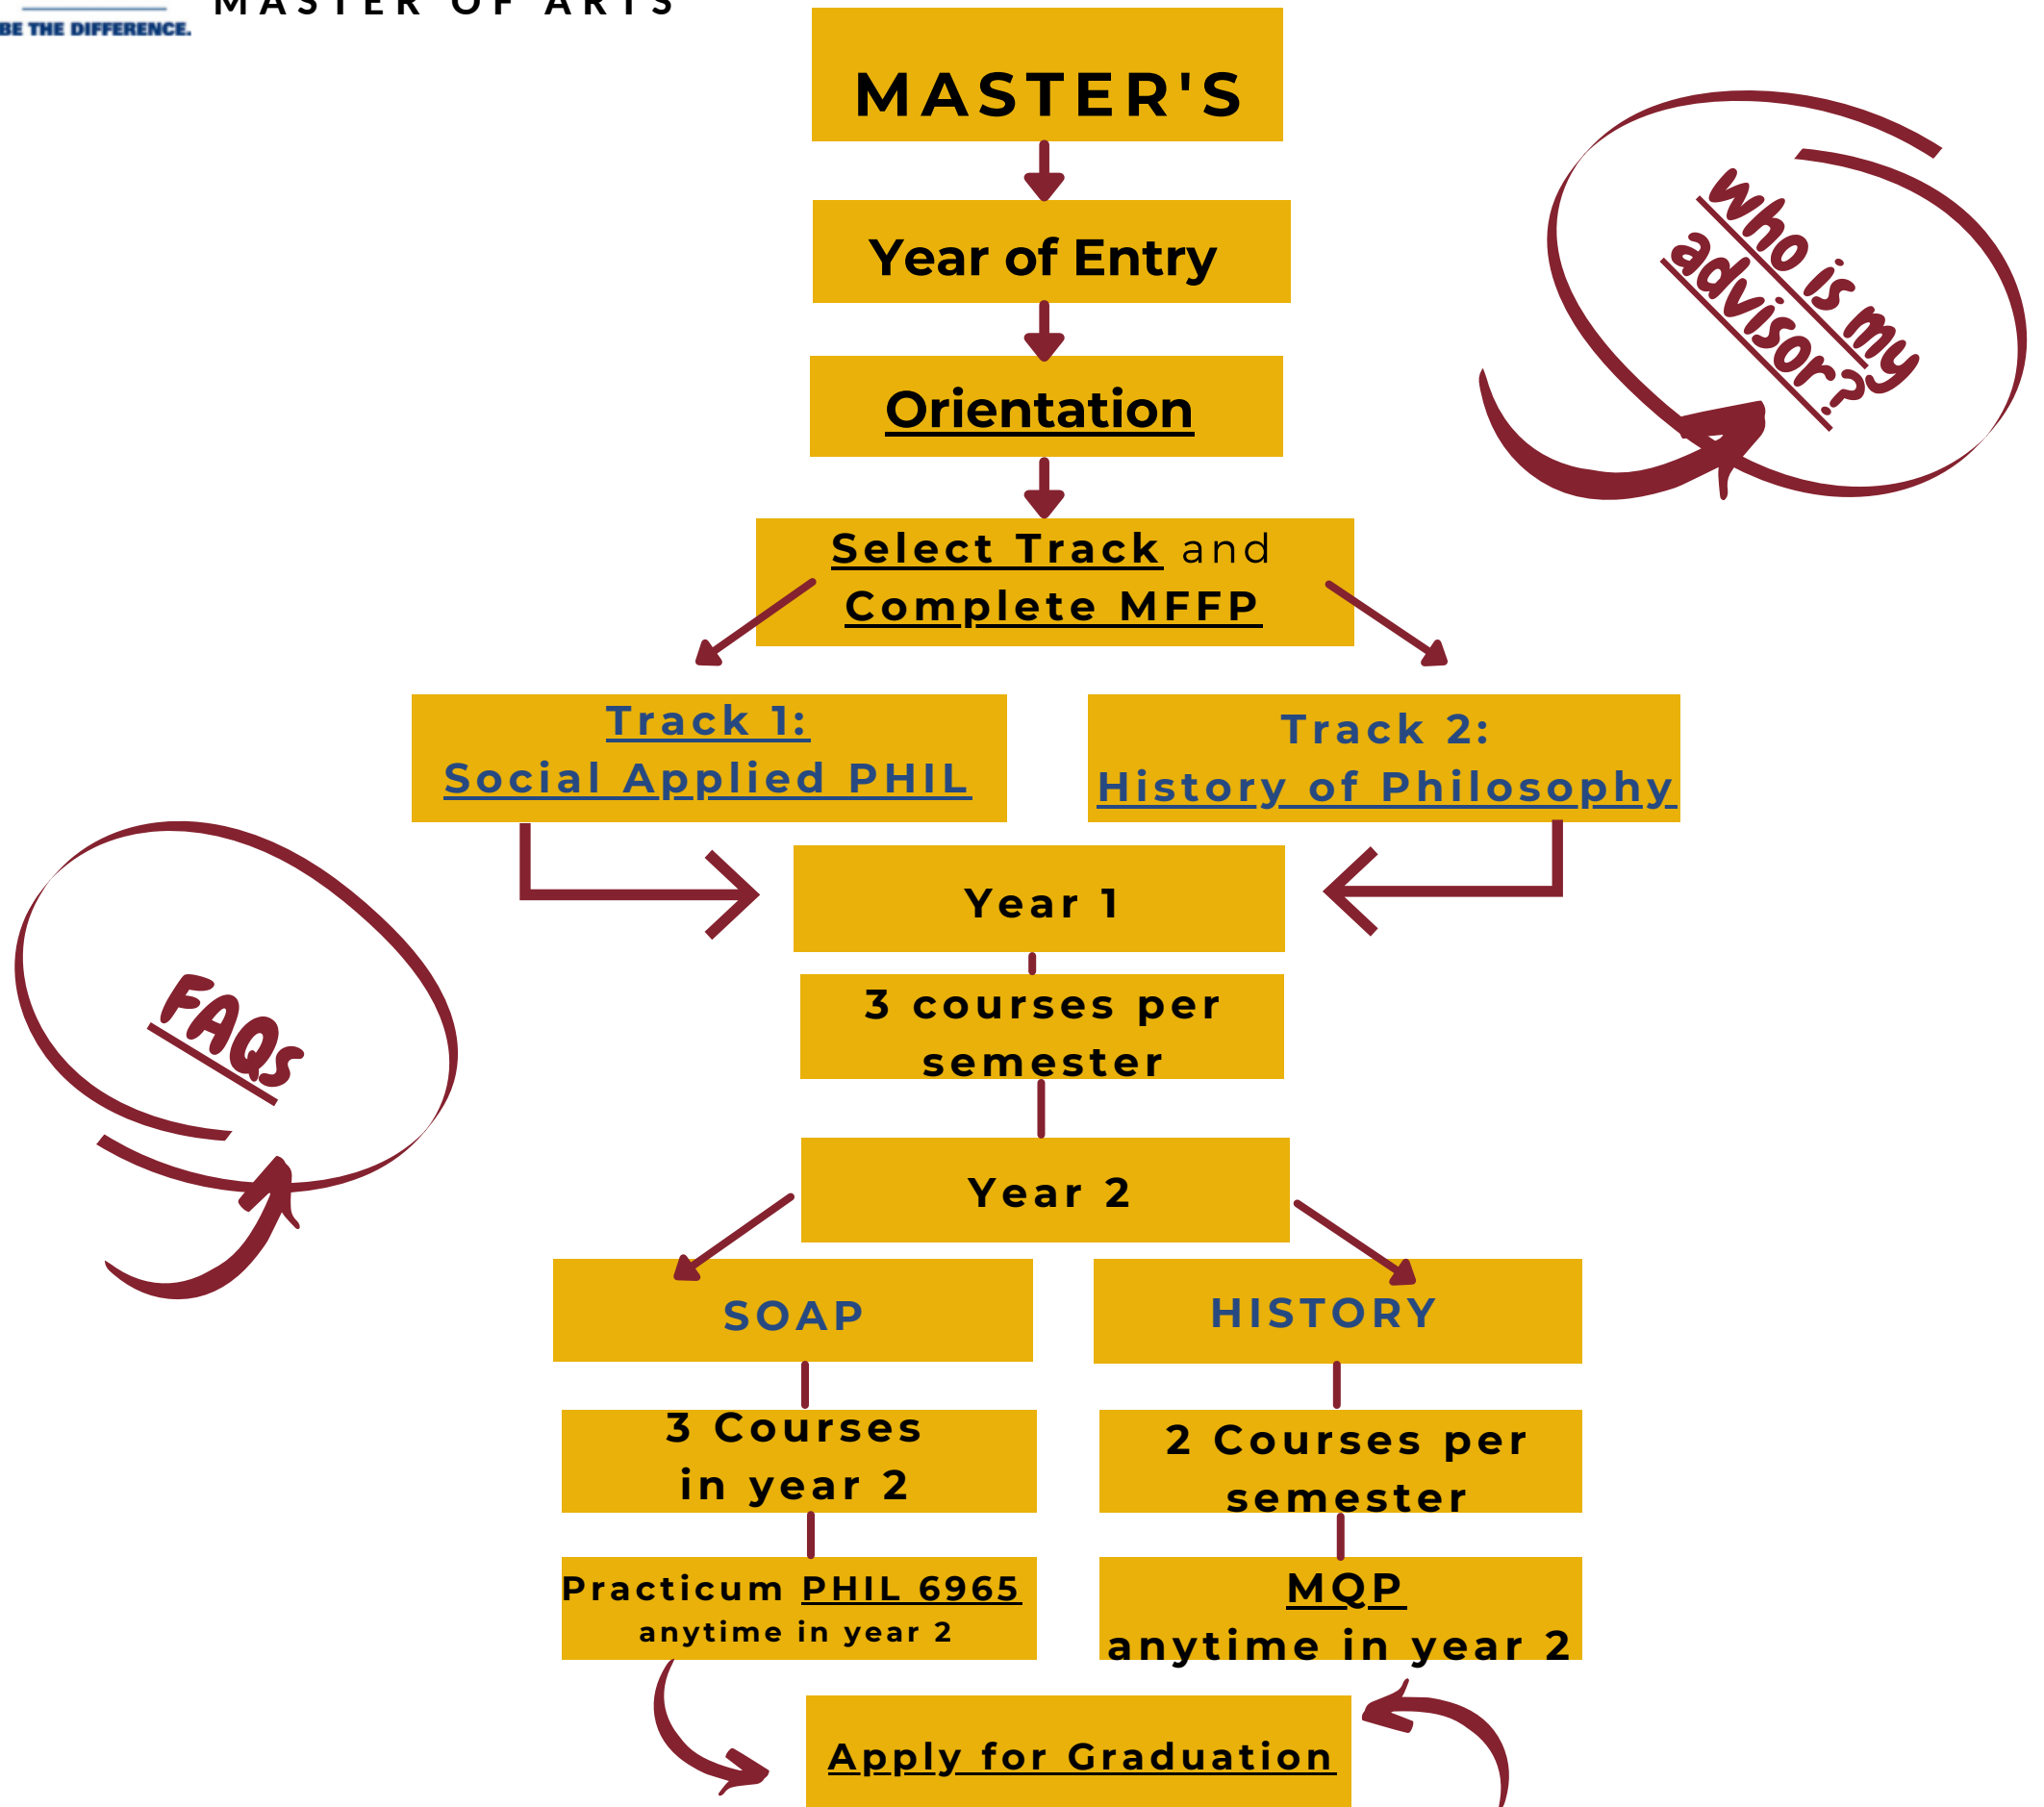 MASTER OF ARTS
BE THE DIFFERENCE.
MASTER'S
Year of Entry
who is my
advisor?
Orientation
Select Track and
Complete MFFP
Track 1:
Social Applied PHIL
Track 2:
History of Philosophy
Year 1
3 courses per
semester
FAQs
Year 2
SOAP
HISTORY
3 Courses
in year 2
2 Courses per
semester
Practicum PHIL 6965
anytime in year 2
MQP
anytime in year 2
Apply for Graduation